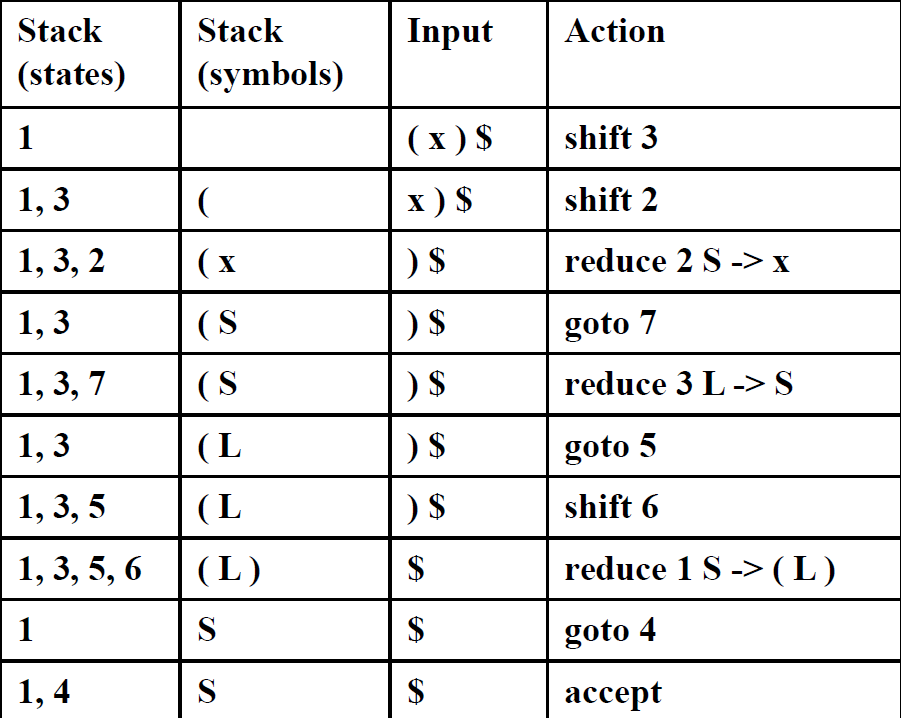 Stack (states) Stack (symbols) Input Action
1 ( x ) $ shift 3
1, 3 ( x ) $ shift 2
1, 3, 2 ( x ) $ reduce 2 S -> x
1, 3 ( S ) $ goto 7
1, 3, 7 ( S ) $ reduce 3 L -> S
1, 3 ( L ) $ goto 5
1, 3, 5 ( L ) $ shift 6
1, 3, 5, 6 ( L ) $ reduce 1 S -> ( L )
1 S $ goto 4
1, 4 S $ accept